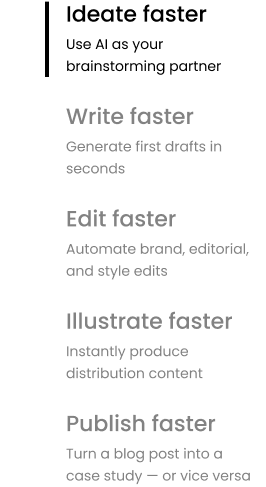 Ideate faster
Use AI as your
brainstorming partner
Write faster
Generate first drafts in
seconds
Edit faster
Automate brand, editorial,
and style edits
Illustrate faster
Instantly produce
distribution content
Publish faster
Turn a blog post into a
case study — or vice versa